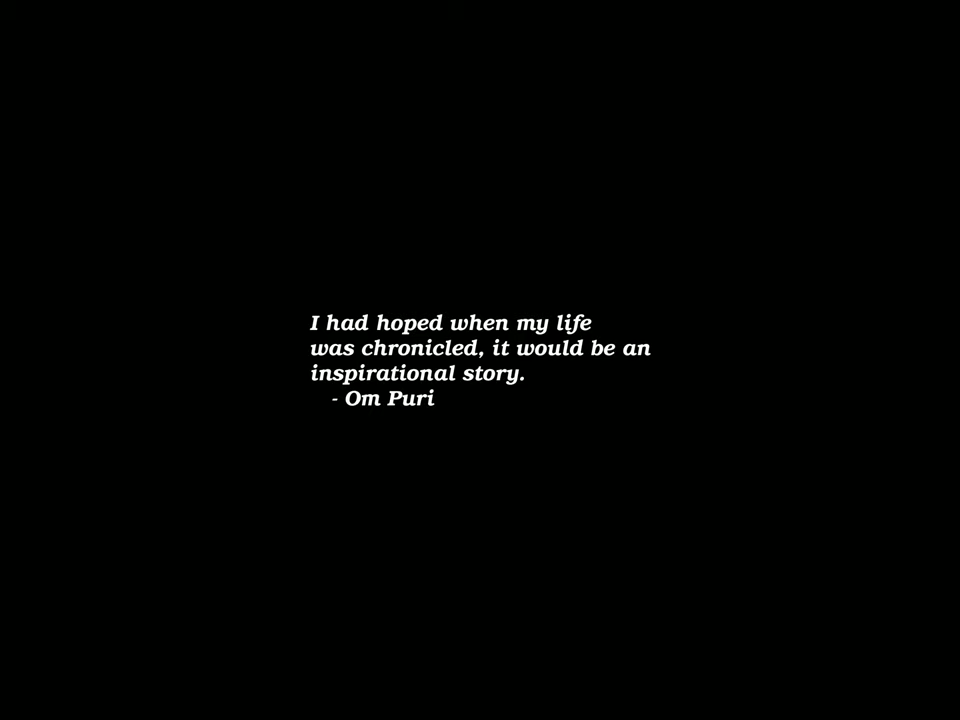 I had hoped when my life
was chronicled, it would be an
inspirational story.
- Om Puri